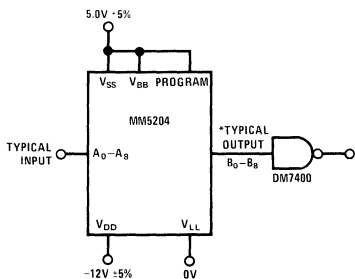 5.0V ·5%
VSS VBB PROGRAM
MM5204
TYPICAL
INPUT
A0–A8
*TYPICAL
OUTPUT
B0–B8
DM7400
VDD VLL
–12V ±5% 0V